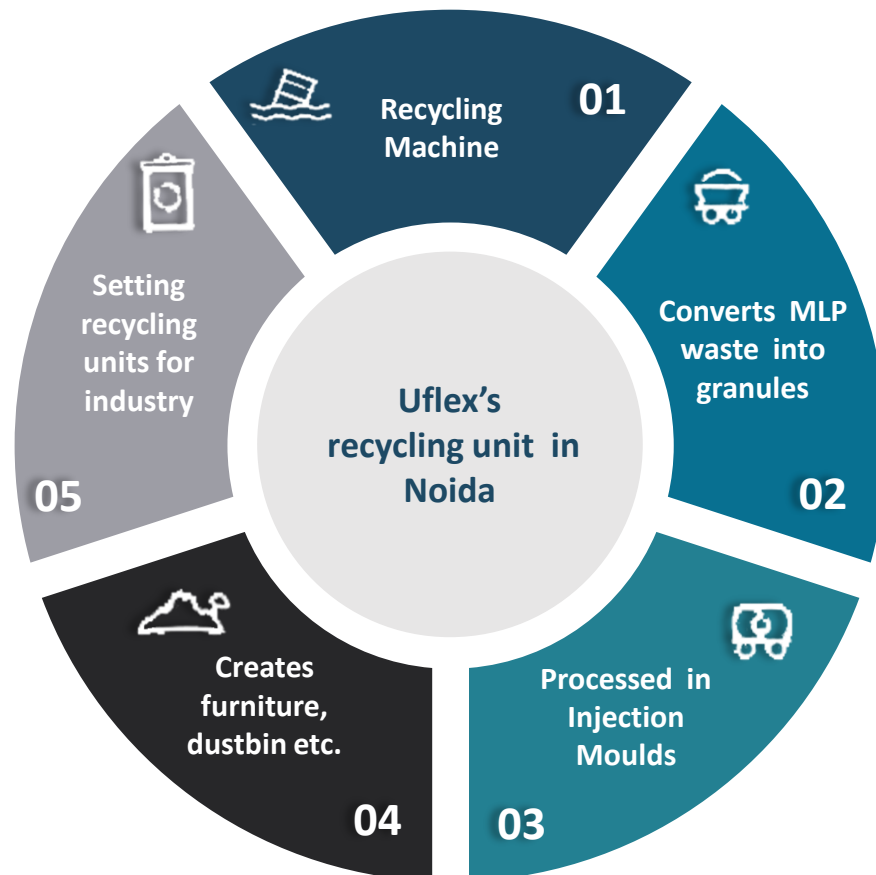 01
Recycling
Machine
02
Converts MLP
waste into
granules
03
Processed in
Injection
Moulds
04
Creates
furniture,
dustbin etc.
05
Setting
recycling
units for
industry
Uflex’s
recycling unit in
Noida